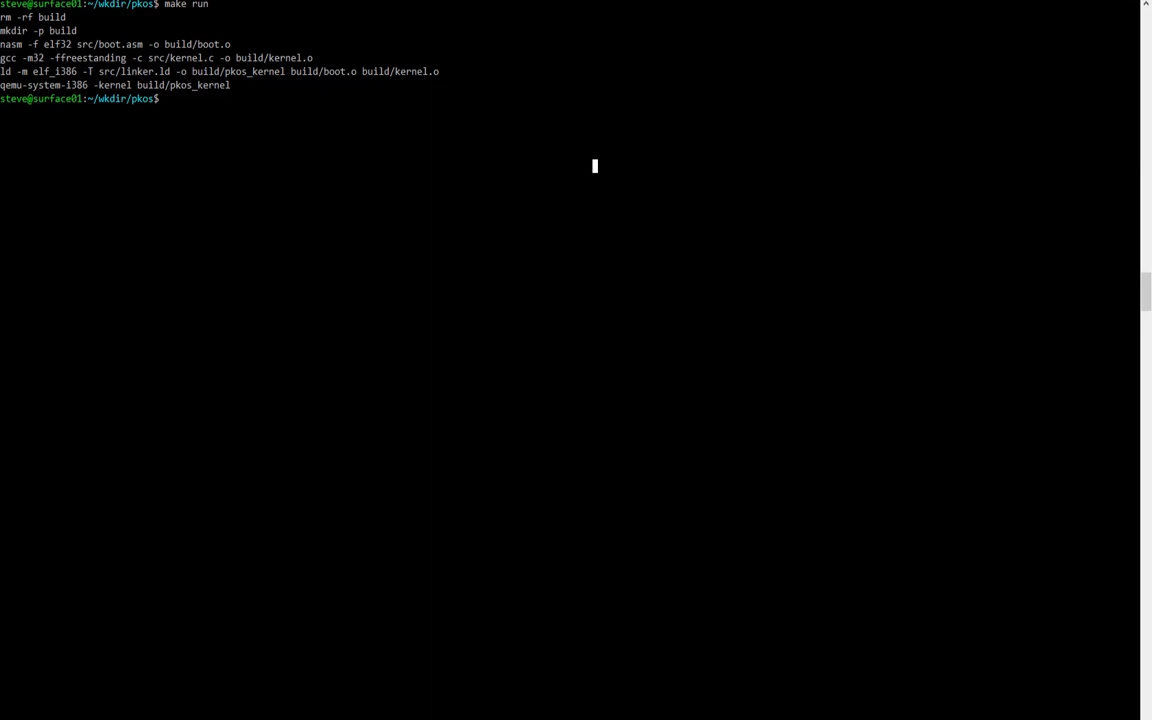 steve@surface01:~/wkdir/pkos$ make run
rm -rf build
mkdir -p build
nasm -f elf32 src/boot.asm -o build/boot.o
gcc -m32 -ffreestanding -c src/kernel.c -o build/kernel.o
ld -m elf_i386 -T src/linker.ld -o build/pkos_kernel build/boot.o build/kernel.o
qemu-system-i386 -kernel build/pkos_kernel
steve@surface01:~/wkdir/pkos$